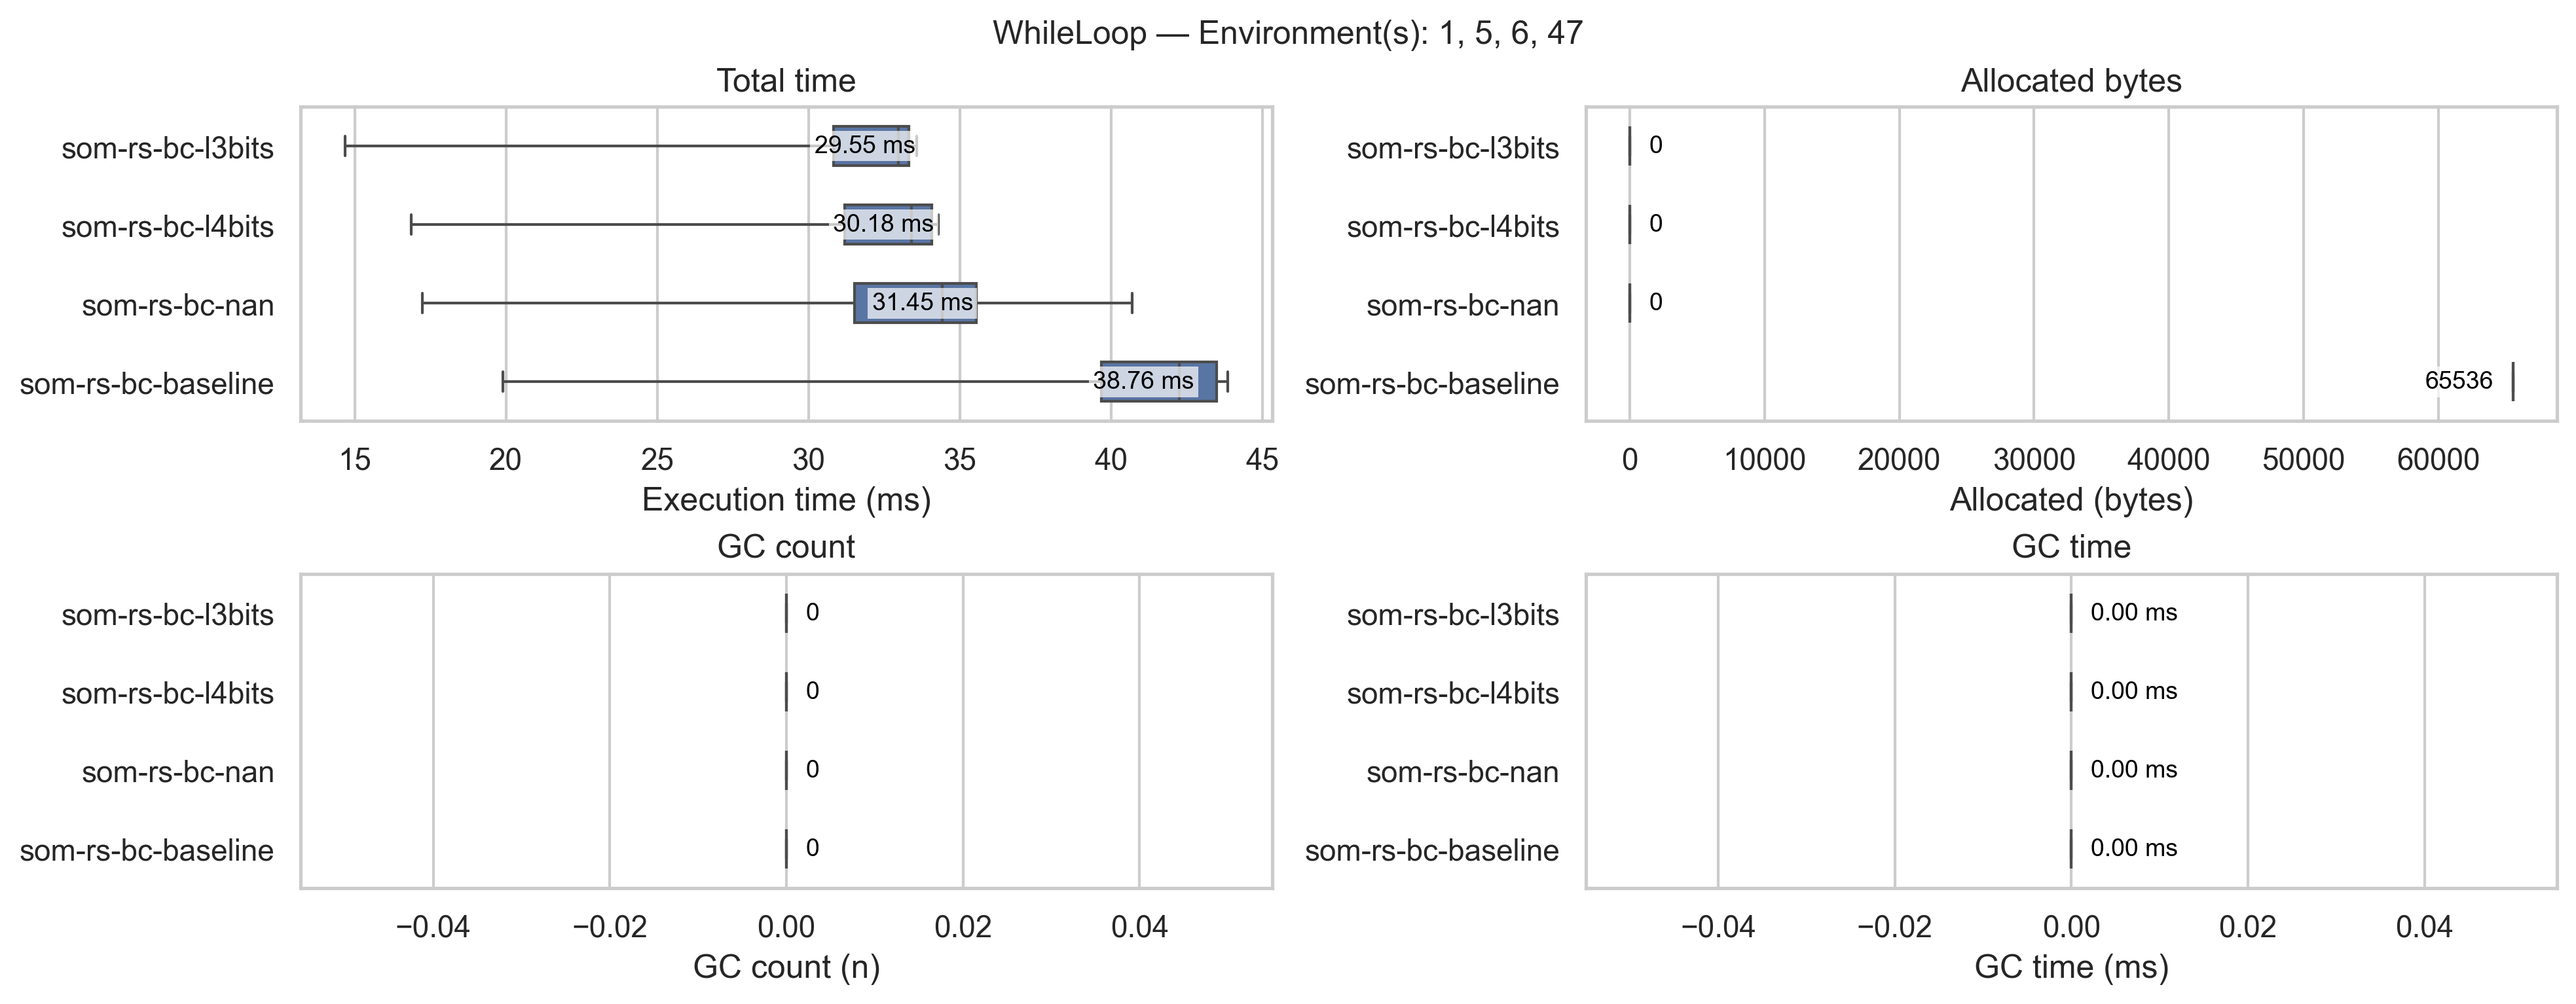 WhileLoop — Environment(s): 1, 5, 6, 47
Total time
som-rs-bc-l3bits
29.55 ms
som-rs-bc-l4bits
30.18 ms
som-rs-bc-nan
31.45 ms
som-rs-bc-baseline
38.76 ms
15 20 25 30 35 40 45
Execution time (ms)
Allocated bytes
som-rs-bc-l3bits
0
som-rs-bc-l4bits
0
som-rs-bc-nan
0
som-rs-bc-baseline
65536
0 10000 20000 30000 40000 50000 60000
Allocated (bytes)
GC count
som-rs-bc-l3bits
0
som-rs-bc-l4bits
0
som-rs-bc-nan
0
som-rs-bc-baseline
0
−0.04 −0.02 0.00 0.02 0.04
GC count (n)
GC time
som-rs-bc-l3bits
0.00 ms
som-rs-bc-l4bits
0.00 ms
som-rs-bc-nan
0.00 ms
som-rs-bc-baseline
0.00 ms
−0.04 −0.02 0.00 0.02 0.04
GC time (ms)